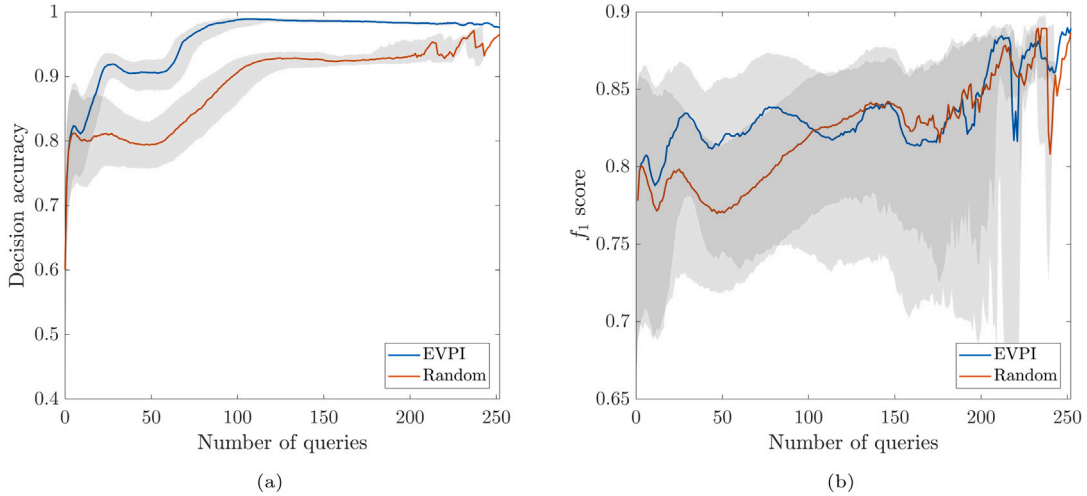 1
0.9
0.8
0.7
0.6
0.5
0.4
Decision accuracy
0 50 100 150 200 250
Number of queries
EVPI
Random
(a)
0.9
0.85
0.8
0.75
0.7
0.65
f₁ score
0 50 100 150 200 250
Number of queries
EVPI
Random
(b)